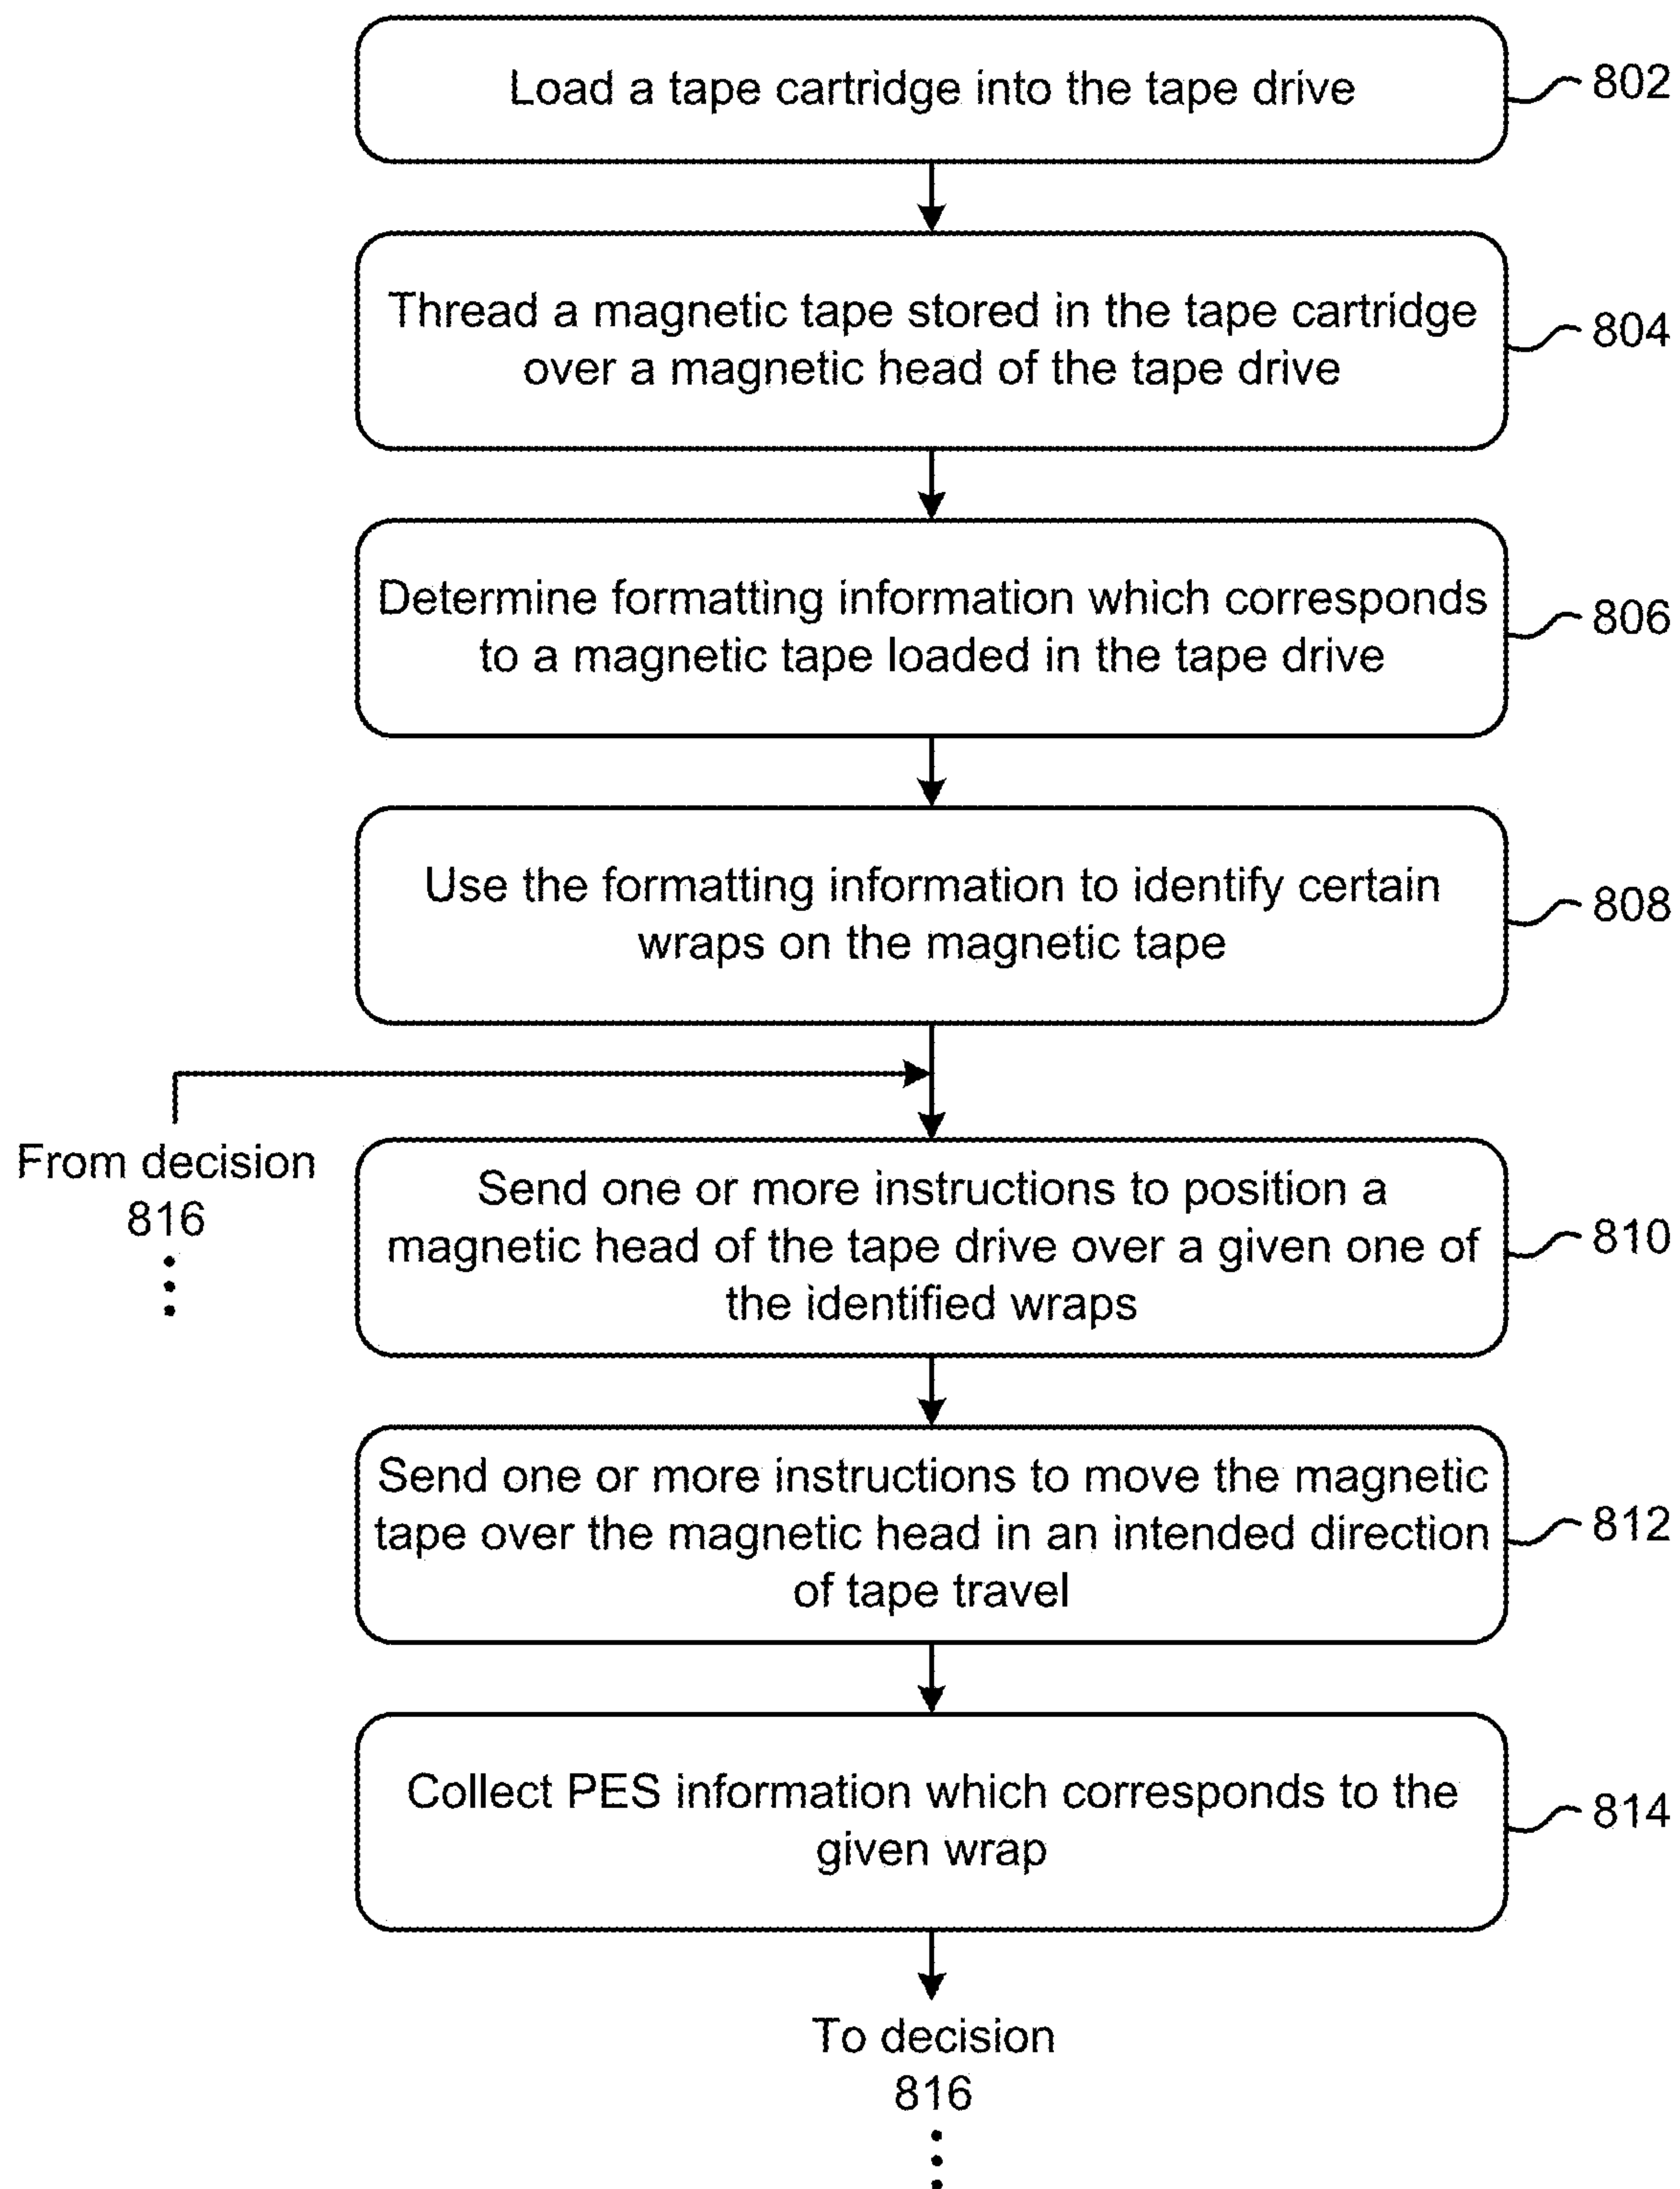 Load a tape cartridge into the tape drive
802
Thread a magnetic tape stored in the tape cartridge
over a magnetic head of the tape drive
804
Determine formatting information which corresponds
to a magnetic tape loaded in the tape drive
806
Use the formatting information to identify certain
wraps on the magnetic tape
808
From decision
816
Send one or more instructions to position a
magnetic head of the tape drive over a given one of
the identified wraps
810
Send one or more instructions to move the magnetic
tape over the magnetic head in an intended direction
of tape travel
812
Collect PES information which corresponds to the
given wrap
814
To decision
816